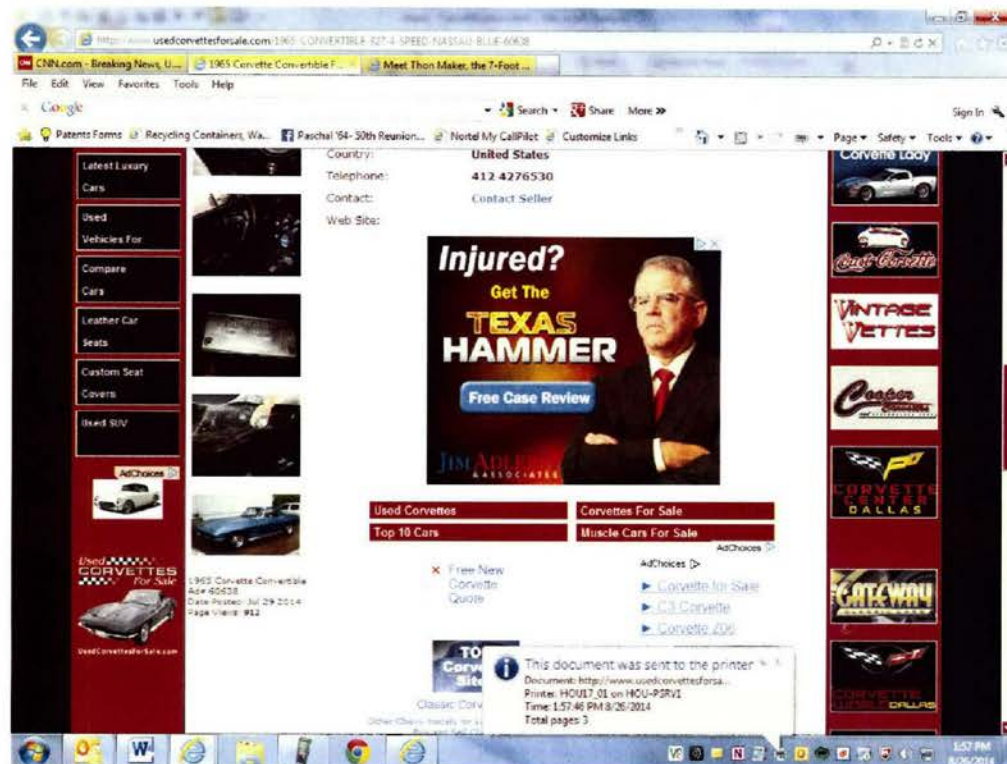 usedcorvettesforsale.com/1965-CONVERTIBLE-327-4-SPEED-NASSAU-BLUE-60638
CNN.com - Breaking News, U...
1965 Corvette Convertible F...
Meet Thon Maker, the 7-Foot ...
File Edit View Favorites Tools Help
Google
Search
Share
More >>
Sign In
Patents Forms
Recycling Containers, Wa...
Paschal '64- 50th Reunion...
Nortel My CallPilot
Customize Links
Page
Safety
Tools
Latest Luxury
Cars
Used
Vehicles For
Compare
Cars
Leather Car
Seats
Custom Seat
Covers
Used SUV
AdChoices
Used
CORVETTES
For Sale
UsedCorvettesForSale.com
1965 Corvette Convertible
Ad# 60638
Date Posted: Jul 29 2014
Page Views: 912
Country: United States
Telephone: 412 4276530
Contact: Contact Seller
Web Site:
Injured?
Get The
TEXAS
HAMMER
Free Case Review
JIM ADLER
& ASSOCIATES
Used Corvettes
Corvettes For Sale
Top 10 Cars
Muscle Cars For Sale
AdChoices
Free New
Corvette
Quote
AdChoices
Corvette for Sale
C3 Corvette
Corvette Z06
This document was sent to the printer
Document: http://www.usedcorvettesforsa...
Printer: HOU17_01 on HOU-PSRV1
Time: 1:57:46 PM 8/26/2014
Total pages: 3
Corvette Lady
East Corvette
VINTAGE
VETTES
Cooper
CORVETTE
CENTER
DALLAS
GATEWAY
CORVETTE
WORLD DALLAS
1:57 PM
8/26/2014